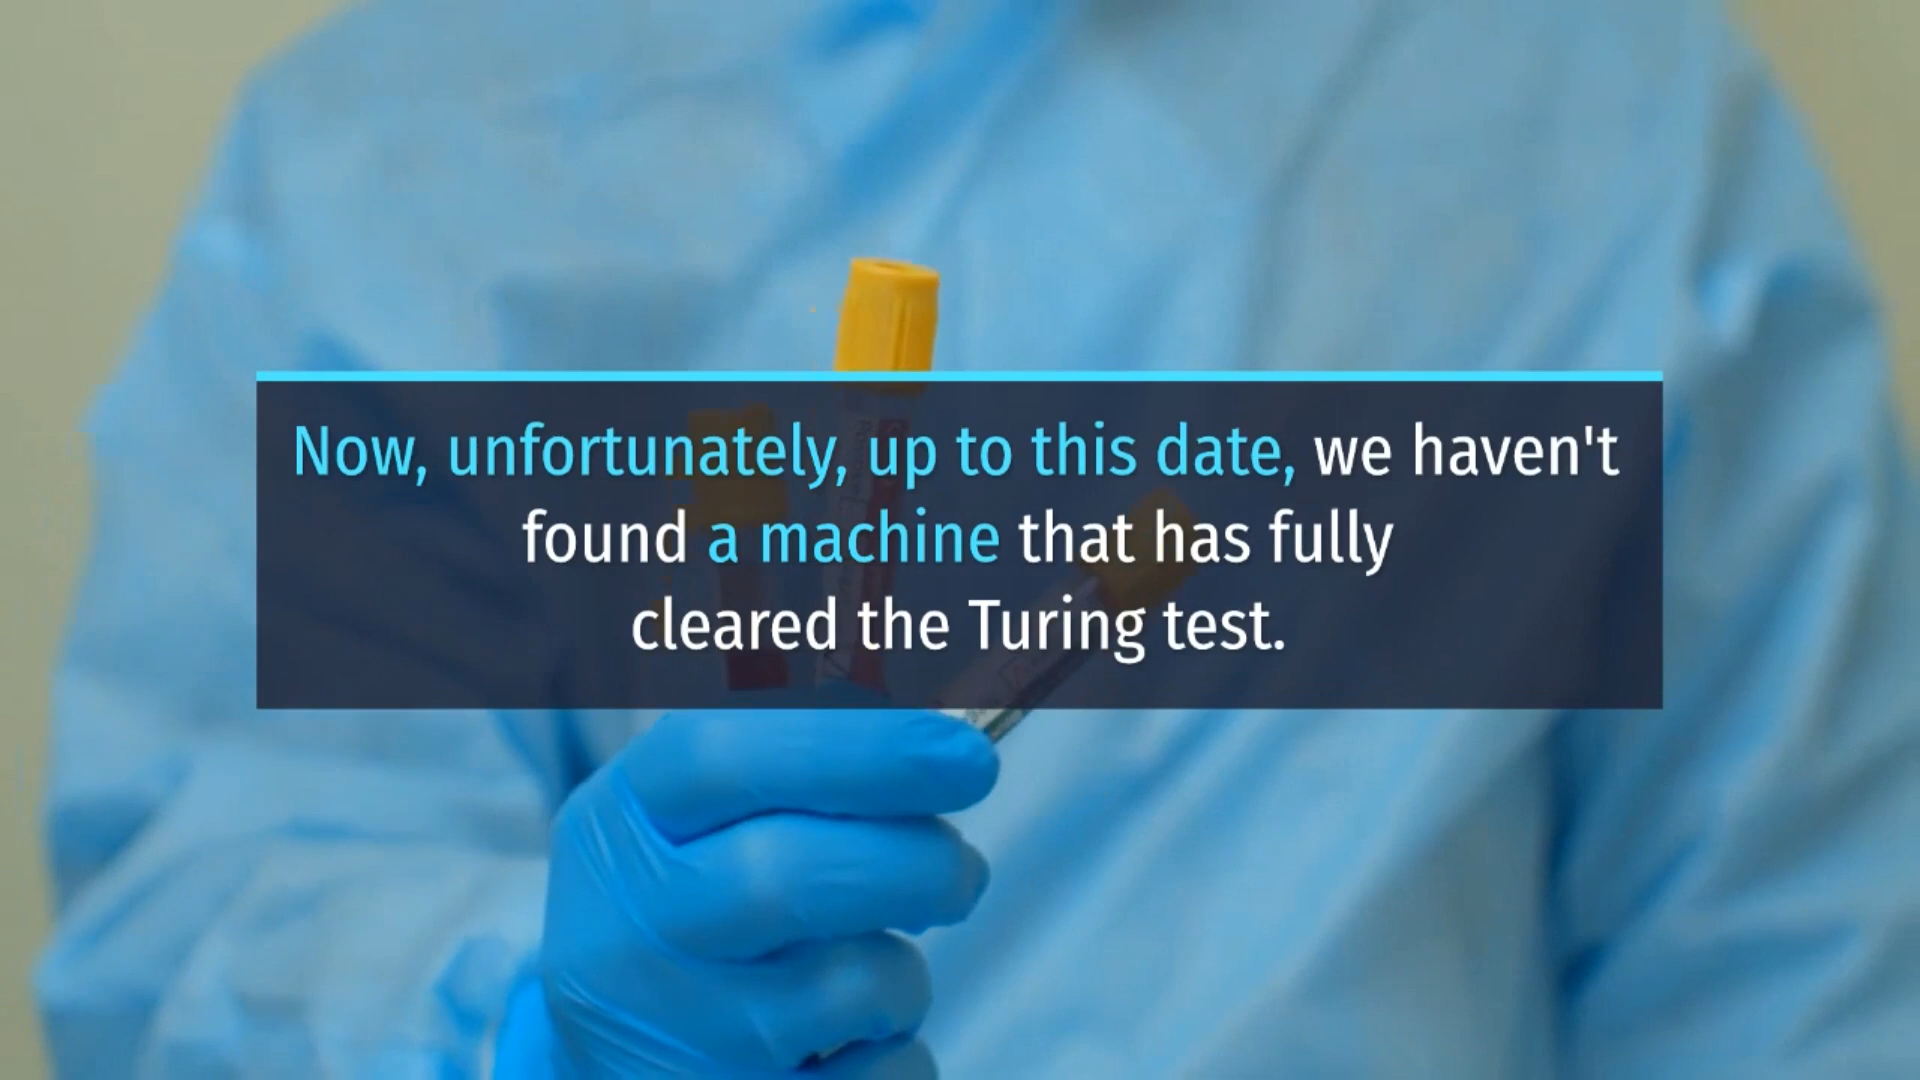 Now, unfortunately, up to this date, we haven't
found a machine that has fully
cleared the Turing test.